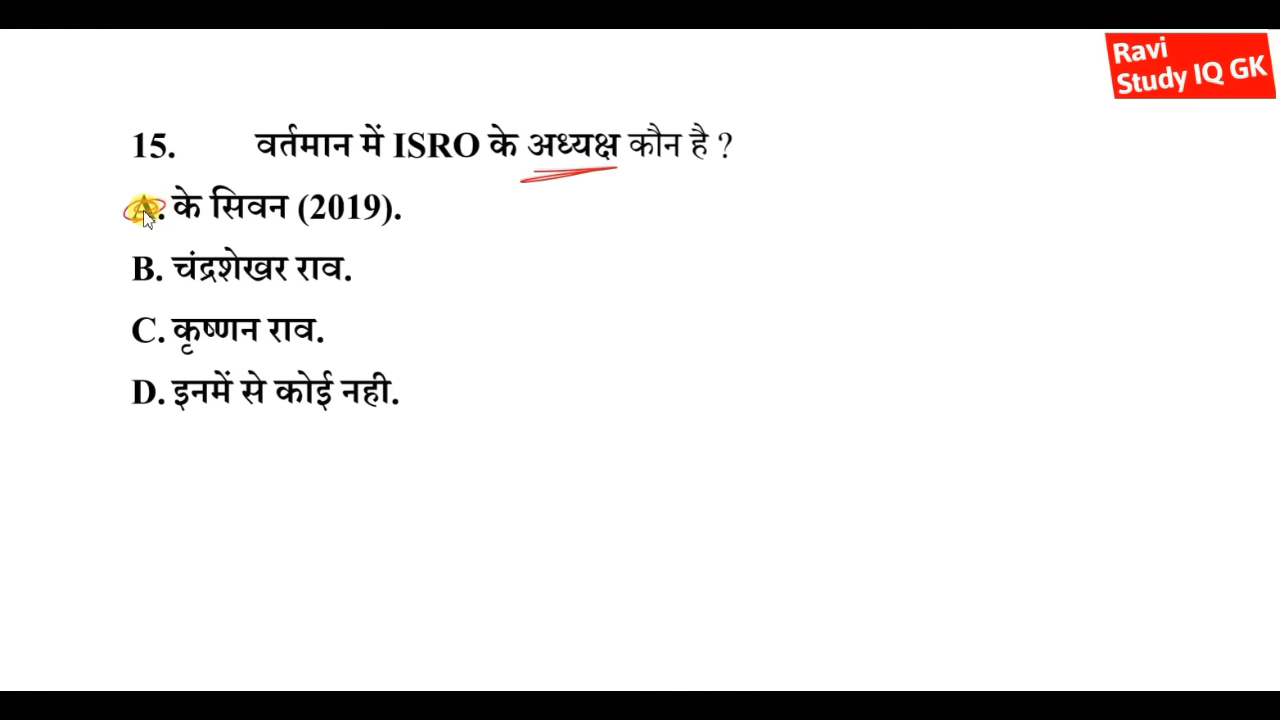 Ravi
Study IQ GK
15. वर्तमान में ISRO के अध्यक्ष कौन है ?
A. के सिवन (2019).
B. चंद्रशेखर राव.
C. कृष्णन राव.
D. इनमें से कोई नही.